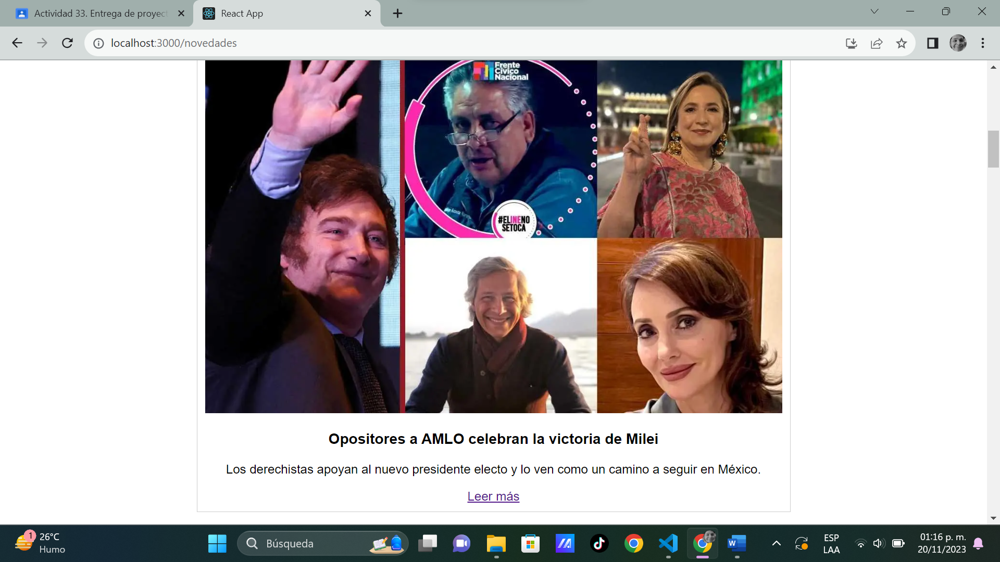 Actividad 33. Entrega de proyect
React App
localhost:3000/novedades
Frente
Cívico
Nacional
#ELINENO
SETOCA
Opositores a AMLO celebran la victoria de Milei
Los derechistas apoyan al nuevo presidente electo y lo ven como un camino a seguir en México.
Leer más
1
26°C
Humo
Búsqueda
W
ESP
LAA
01:16 p. m.
20/11/2023